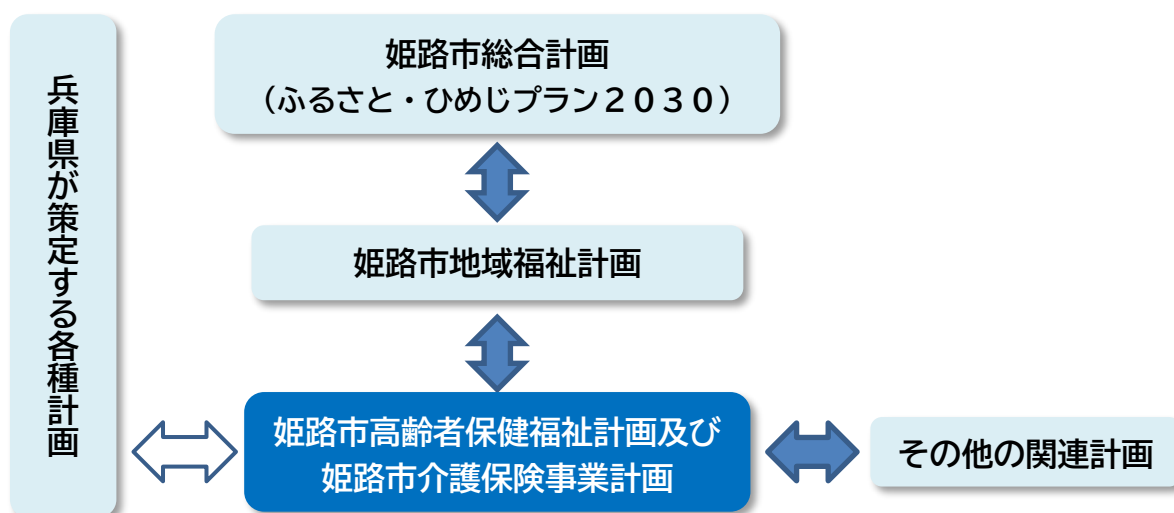 兵庫県が策定する各種計画
姫路市総合計画
（ふるさと・ひめじプラン２０３０）
姫路市地域福祉計画
姫路市高齢者保健福祉計画及び
姫路市介護保険事業計画
その他の関連計画